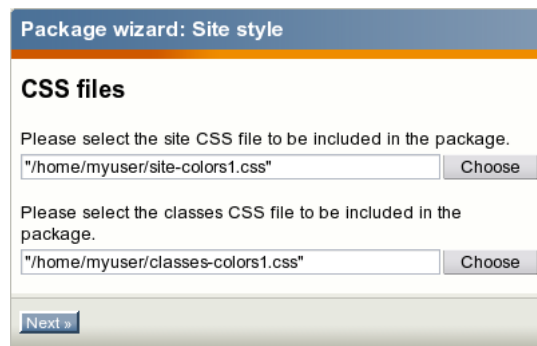 Package wizard: Site style
CSS files
Please select the site CSS file to be included in the package.
"/home/myuser/site-colors1.css"
Choose
Please select the classes CSS file to be included in the
package.
"/home/myuser/classes-colors1.css"
Choose
Next »